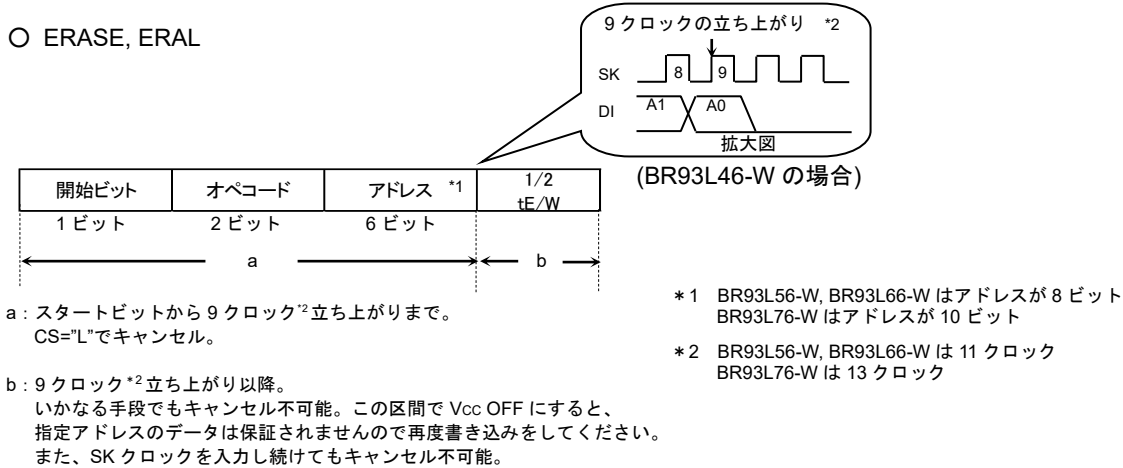 ○ ERASE, ERAL
9 クロックの立ち上がり *2
SK 8 9
DI A1 A0
拡大図
(BR93L46-W の場合)
開始ビット オペコード アドレス *1 1/2
tE/W
1 ビット 2 ビット 6 ビット
a b
a:スタートビットから 9 クロック*2 立ち上がりまで。
CS=”L”でキャンセル。
b:9 クロック*2 立ち上がり以降。
いかなる手段でもキャンセル不可能。この区間で Vcc OFF にすると、
指定アドレスのデータは保証されませんので再度書き込みをしてください。
また、SK クロックを入力し続けてもキャンセル不可能。
*1 BR93L56-W, BR93L66-W はアドレスが 8 ビット
BR93L76-W はアドレスが 10 ビット
*2 BR93L56-W, BR93L66-W は 11 クロック
BR93L76-W は 13 クロック